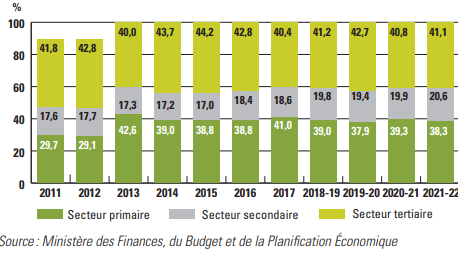 %
100
41,8 42,8 40,0 43,7 44,2 42,8 40,4 41,2 42,7 40,8 41,1
80
60
17,6 17,7 17,3 17,2 17,0 18,4 18,6 19,8 19,4 19,9 20,6
40
29,7 29,1 42,6 39,0 38,8 38,8 41,0 39,0 37,9 39,3 38,3
20
0
2011 2012 2013 2014 2015 2016 2017 2018-19 2019-20 2020-21 2021-22
Secteur primaire Secteur secondaire Secteur tertiaire
Source : Ministère des Finances, du Budget et de la Planification Économique